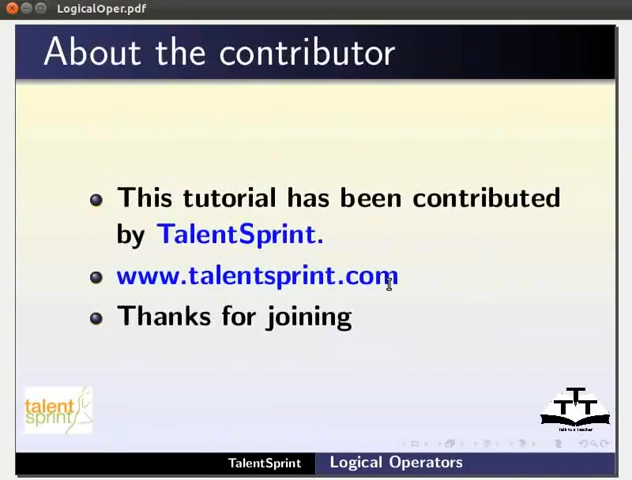 LogicalOper.pdf
About the contributor
This tutorial has been contributed
by TalentSprint.
www.talentsprint.com
Thanks for joining
talent
sprint
TTT
TalentSprint Logical Operators